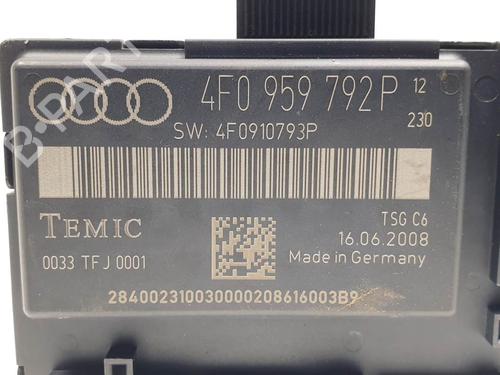 B-PARTS
4F0 959 792P 12
230
SW: 4F0910793P
TEMIC
TSG C6
16.06.2008
0033 TFJ 0001
Made in Germany
284002310030000208616003B9